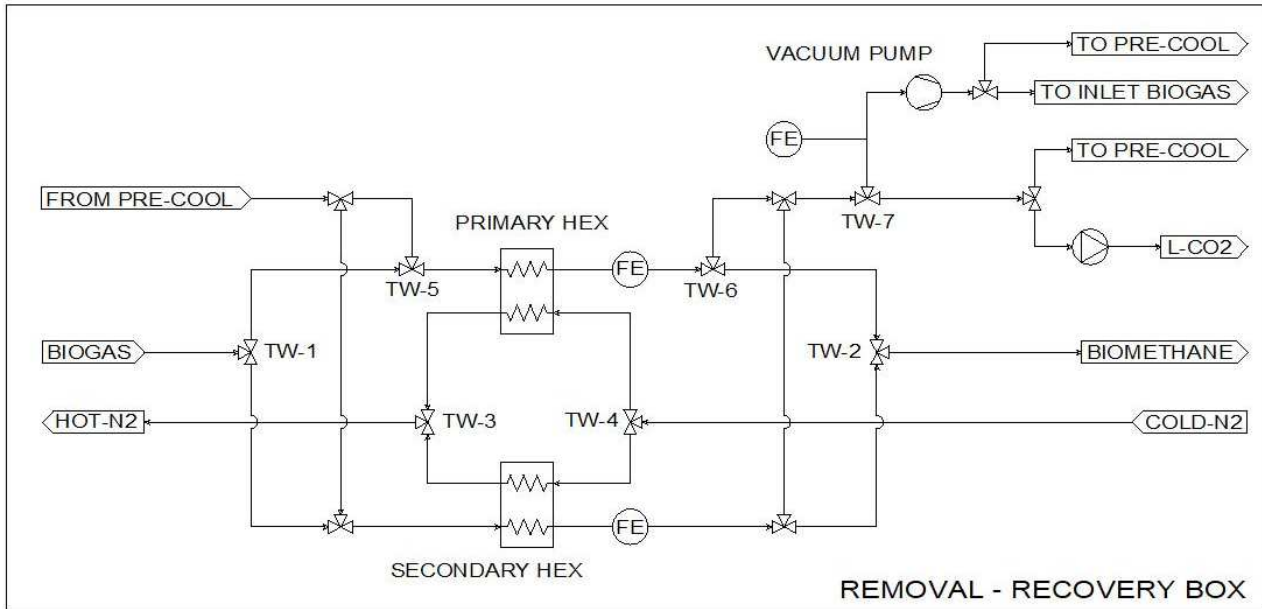 TO PRE-COOL
VACUUM PUMP
TO INLET BIOGAS
FE
TO PRE-COOL
FROM PRE-COOL
TW-7
PRIMARY HEX
L-CO2
FE
TW-5
TW-6
BIOGAS
TW-1
TW-2
BIOMETHANE
HOT-N2
TW-3
TW-4
COLD-N2
FE
SECONDARY HEX
REMOVAL - RECOVERY BOX